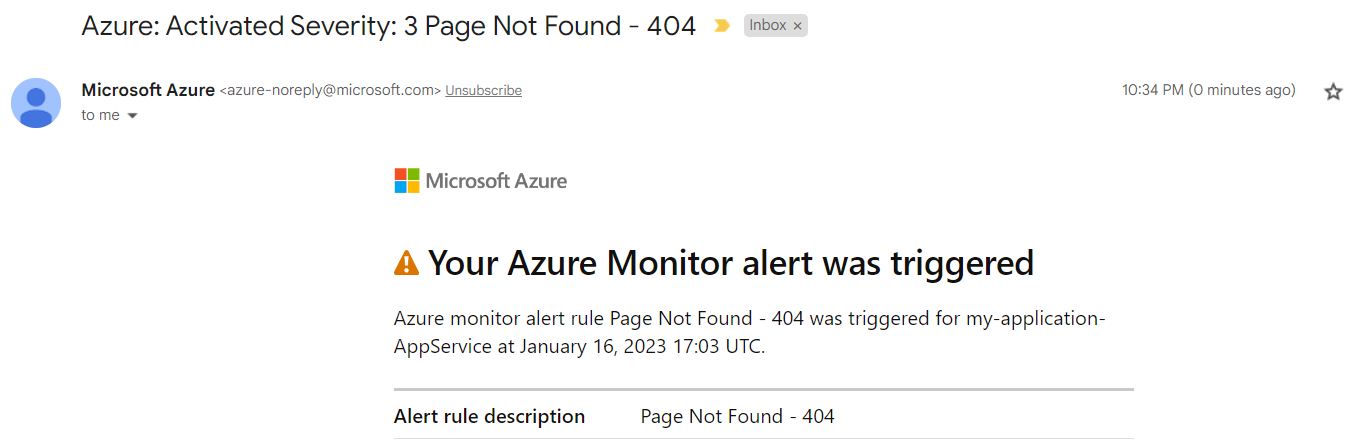 Azure: Activated Severity: 3 Page Not Found - 404 Inbox ×
Microsoft Azure <azure-noreply@microsoft.com> Unsubscribe 10:34 PM (0 minutes ago)
to me
Microsoft Azure
Your Azure Monitor alert was triggered
Azure monitor alert rule Page Not Found - 404 was triggered for my-application-
AppService at January 16, 2023 17:03 UTC.
Alert rule description Page Not Found - 404